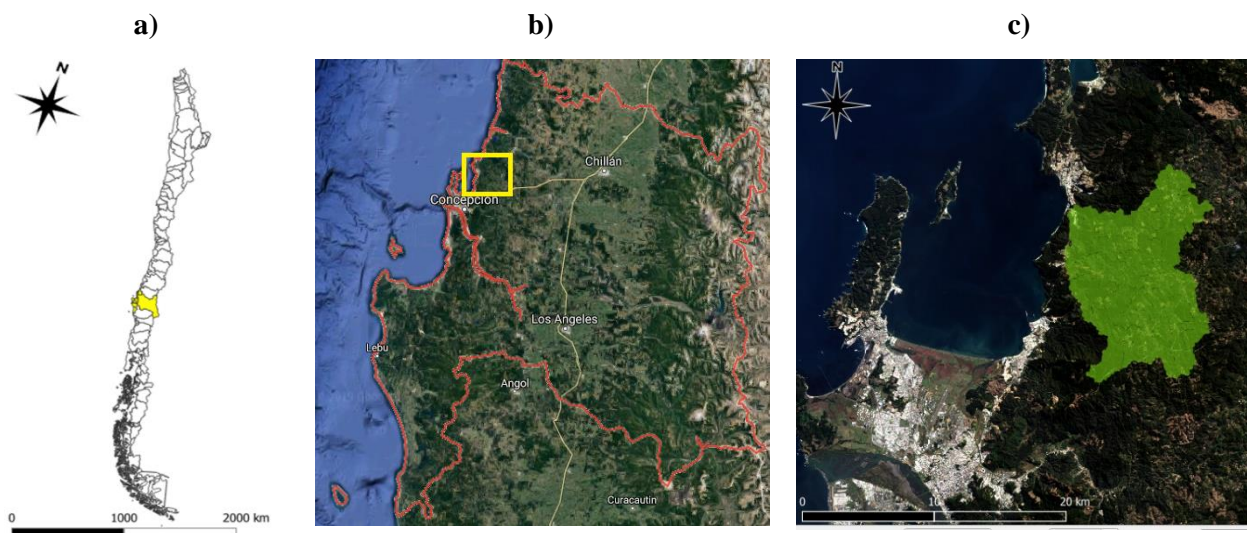 a)
b)
c)
N
N
Chillán
Concepción
Los Angeles
Lebu
Angol
Curacautín
0 1000 2000 km
0 10 20 km